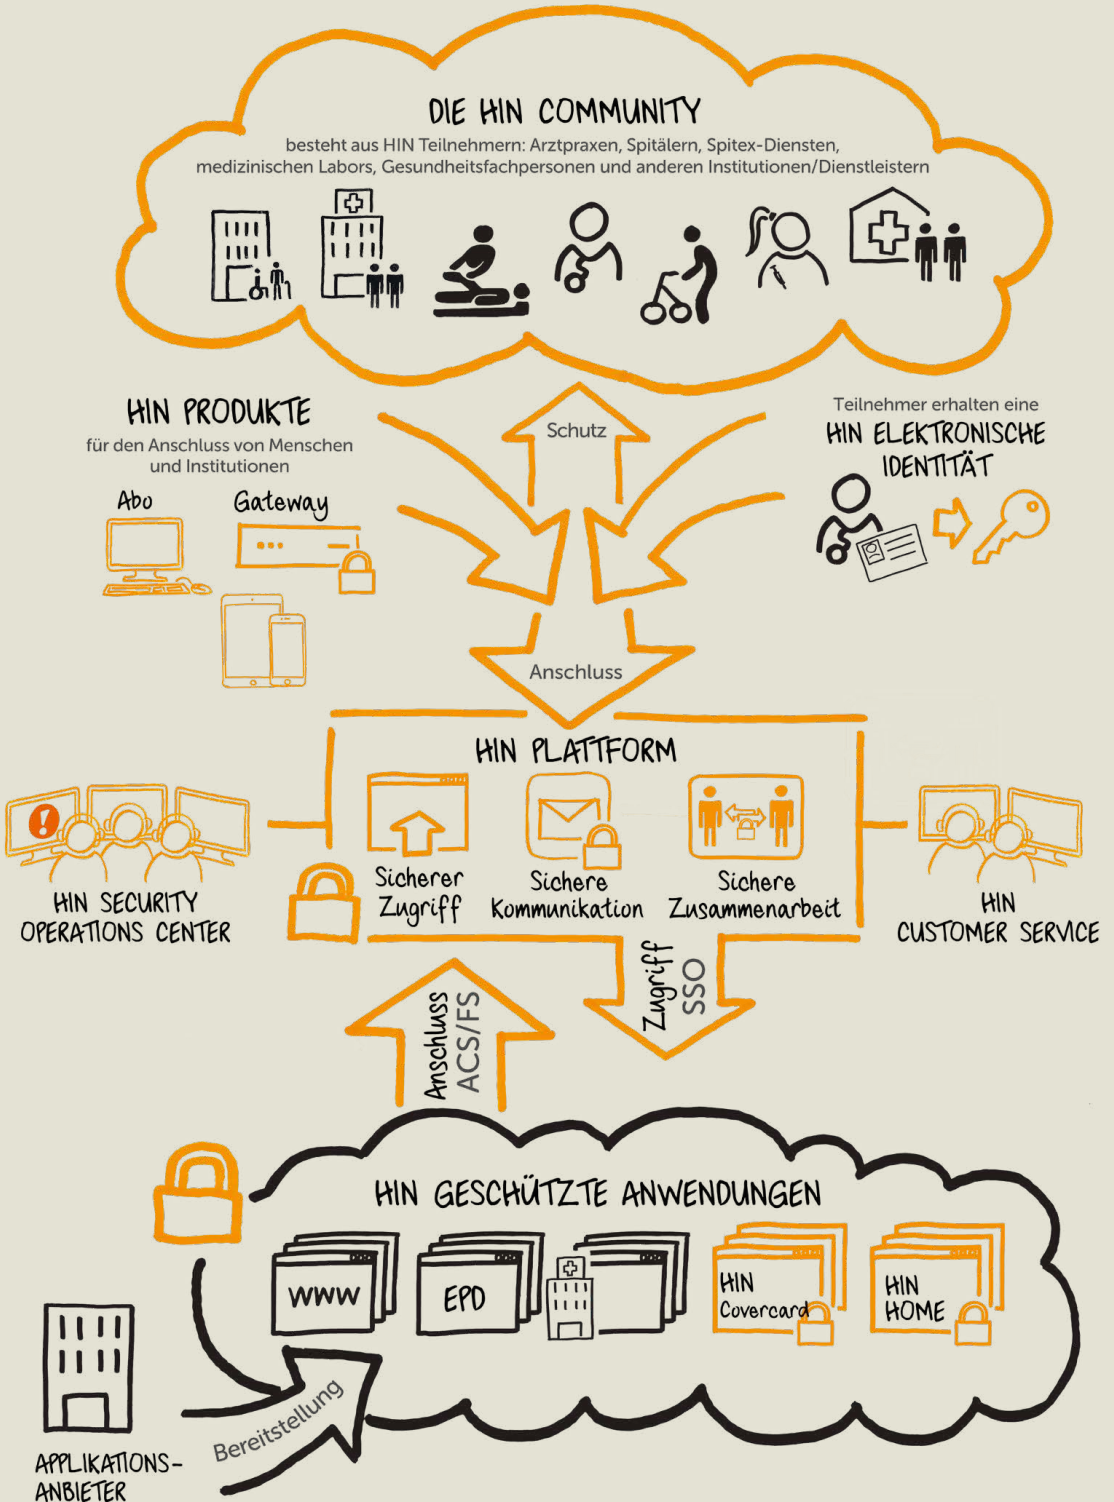 DIE HIN COMMUNITY
besteht aus HIN Teilnehmern: Arztpraxen, Spitälern, Spitex-Diensten,
medizinischen Labors, Gesundheitsfachpersonen und anderen Institutionen/Dienstleistern
HIN PRODUKTE
für den Anschluss von Menschen
und Institutionen
Abo
Gateway
Schutz
Teilnehmer erhalten eine
HIN ELEKTRONISCHE
IDENTITÄT
Anschluss
HIN PLATTFORM
Sicherer
Zugriff
Sichere
Kommunikation
Sichere
Zusammenarbeit
HIN SECURITY
OPERATIONS CENTER
HIN
CUSTOMER SERVICE
Anschluss
ACS/FS
Zugriff
SSO
HIN GESCHÜTZTE ANWENDUNGEN
WWW
EPD
HIN
Covercard
HIN
HOME
Bereitstellung
APPLIKATIONS-
ANBIETER